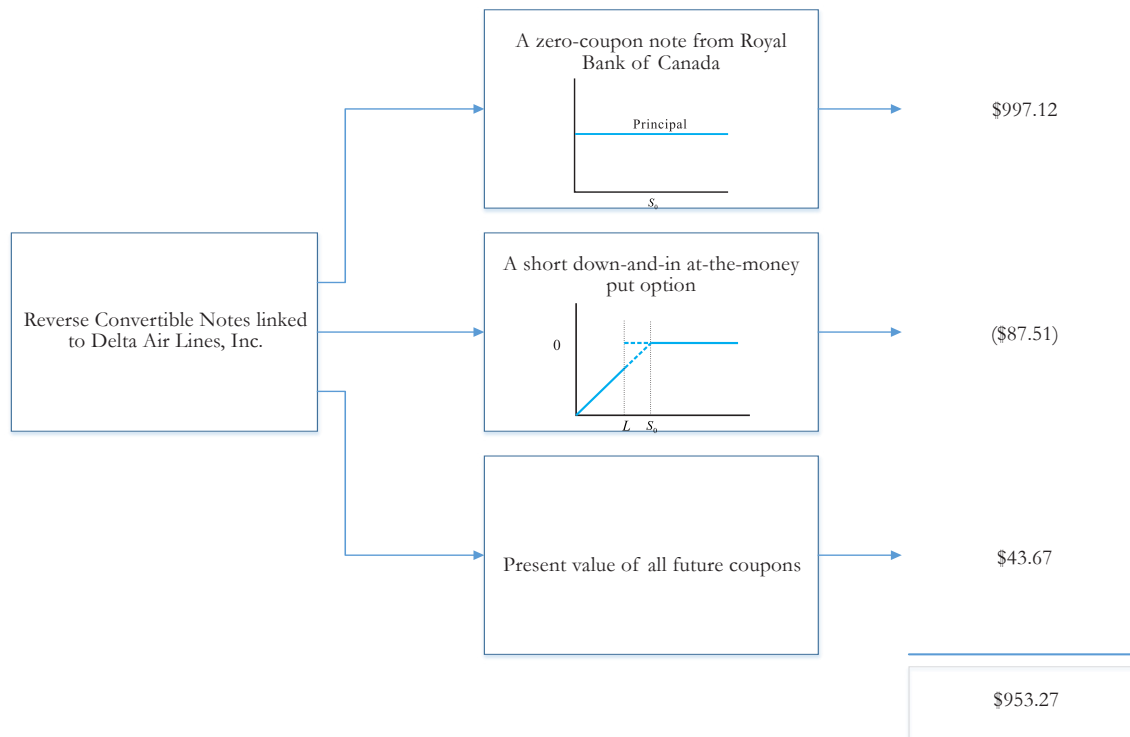 A zero-coupon note from Royal
Bank of Canada
Principal
S₀
$997.12
Reverse Convertible Notes linked
to Delta Air Lines, Inc.
A short down-and-in at-the-money
put option
0
L S₀
($87.51)
Present value of all future coupons
$43.67
$953.27